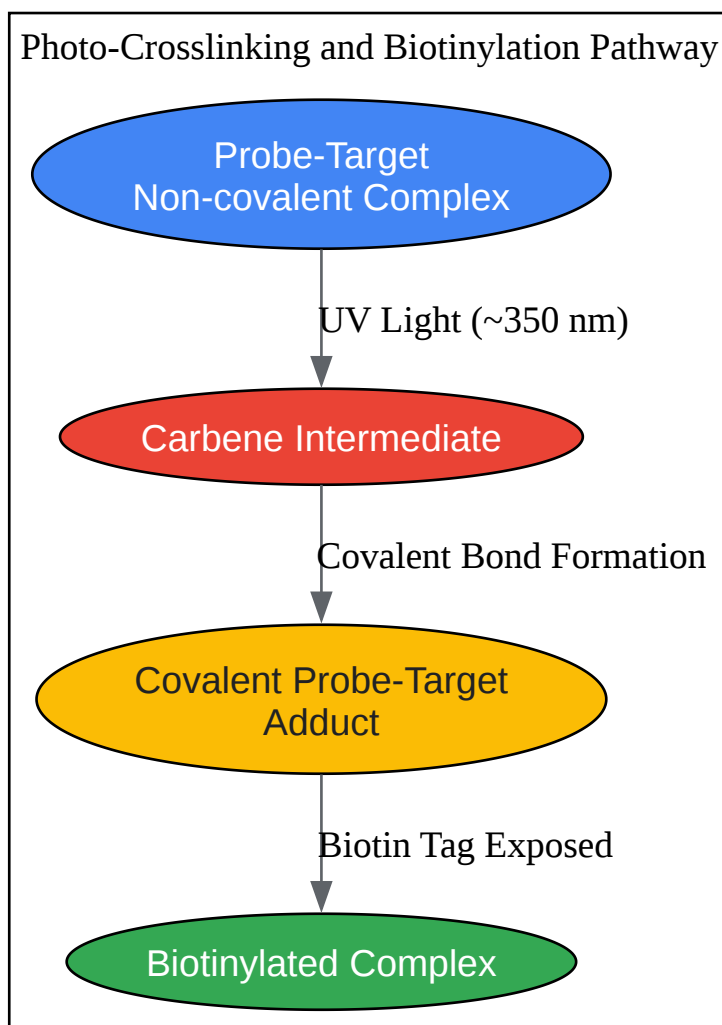 Photo-Crosslinking and Biotinylation Pathway
Probe-Target
Non-covalent Complex
UV Light (~350 nm)
Carbene Intermediate
Covalent Bond Formation
Covalent Probe-Target
Adduct
Biotin Tag Exposed
Biotinylated Complex